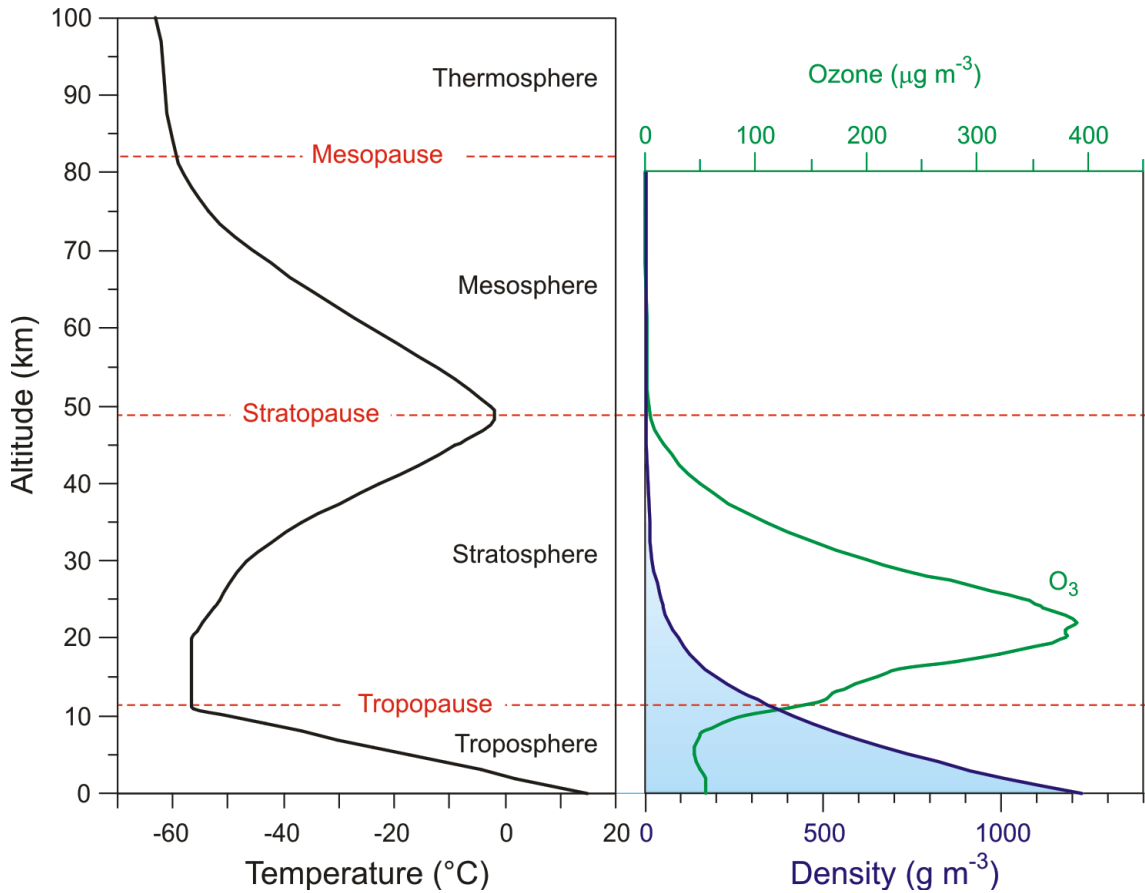 100
90
80
70
60
50
40
30
20
10
0
Altitude (km)
Thermosphere
Mesopause
Mesosphere
Stratopause
Stratosphere
Tropopause
Troposphere
-60 -40 -20 0 20
Temperature (°C)
Ozone (μg m⁻³)
0 100 200 300 400
O₃
0 500 1000
Density (g m⁻³)